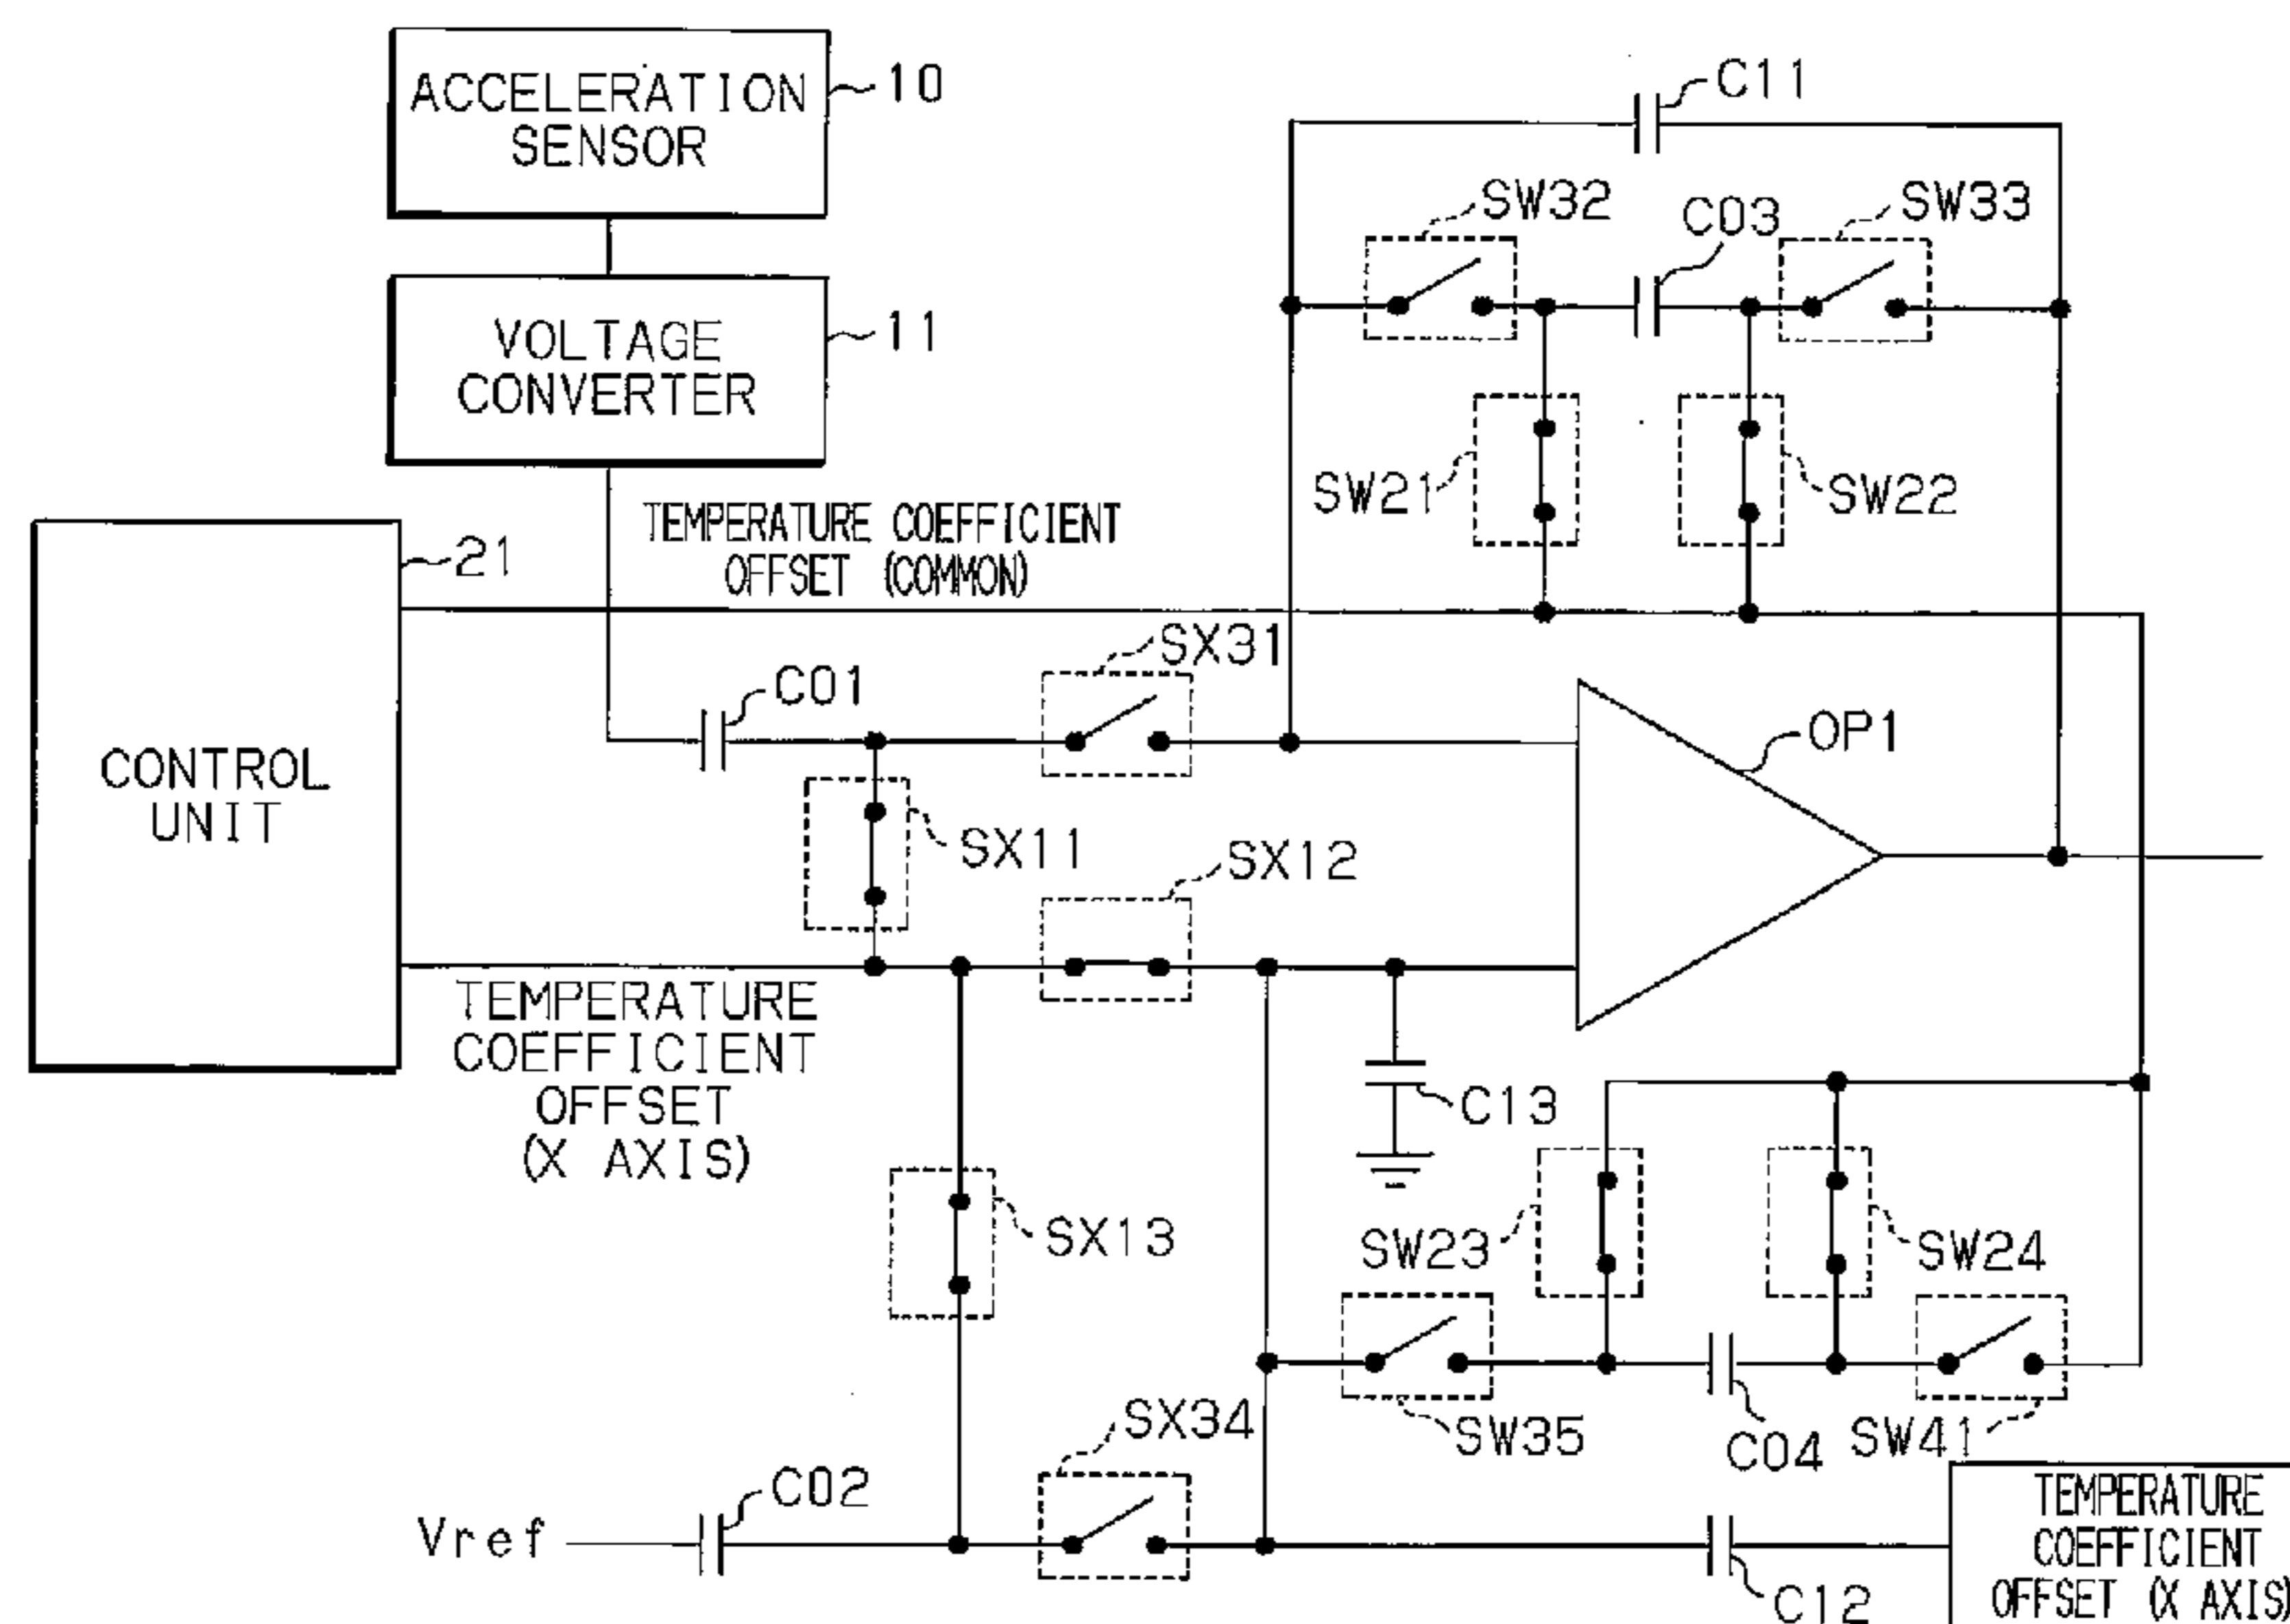 ACCELERATION
SENSOR
10
C11
SW32
C03
SW33
VOLTAGE
CONVERTER
11
SW21
SW22
TEMPERATURE COEFFICIENT
OFFSET (COMMON)
21
SX31
C01
OP1
CONTROL
UNIT
SX11
SX12
TEMPERATURE
COEFFICIENT
OFFSET
(X AXIS)
C13
SX13
SW23
SW24
SX34
SW35
C04
SW41
C02
Vref
C12
TEMPERATURE
COEFFICIENT
OFFSET (X AXIS)